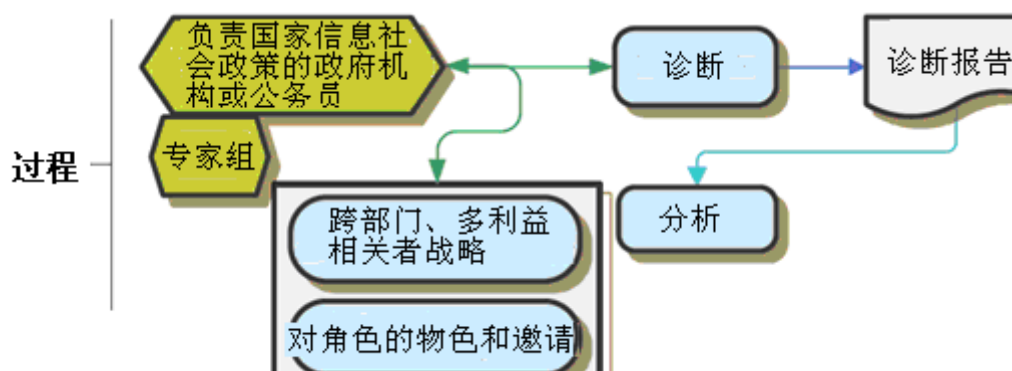 负责国家信息社
会政策的政府机
构或公务员
诊断
诊断报告
专家组
过程
跨部门、多利益
相关者战略
分析
对角色的物色和邀请